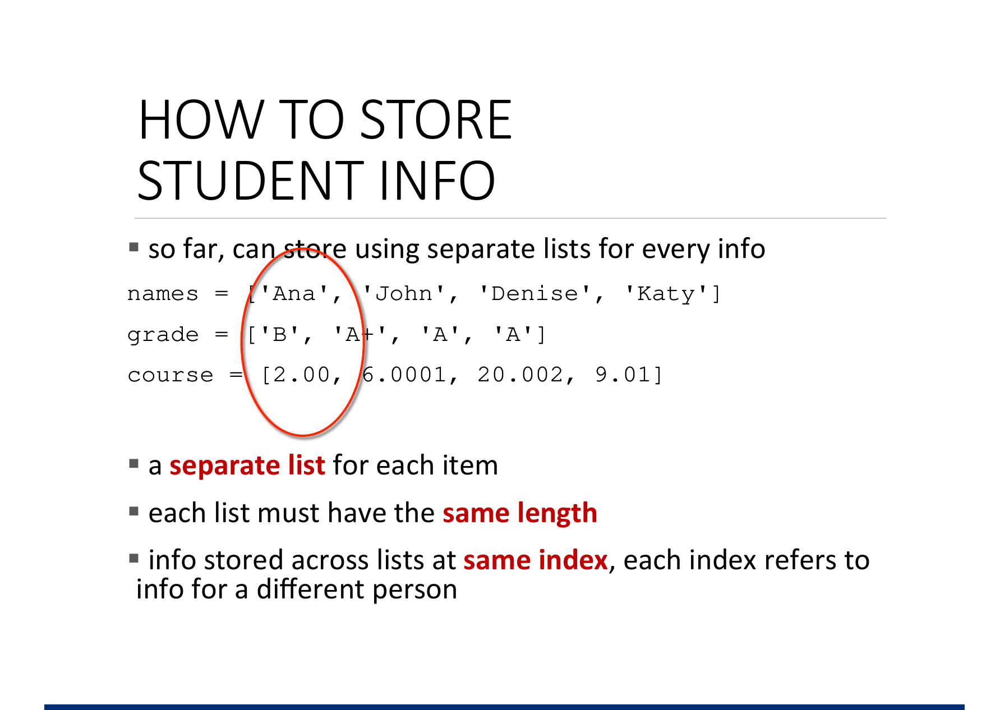 HOW TO STORE
STUDENT INFO
▪ so far, can store using separate lists for every info
names = ['Ana', 'John', 'Denise', 'Katy']
grade = ['B', 'A+', 'A', 'A']
course = [2.00, 6.0001, 20.002, 9.01]
▪ a separate list for each item
▪ each list must have the same length
▪ info stored across lists at same index, each index refers to
info for a different person